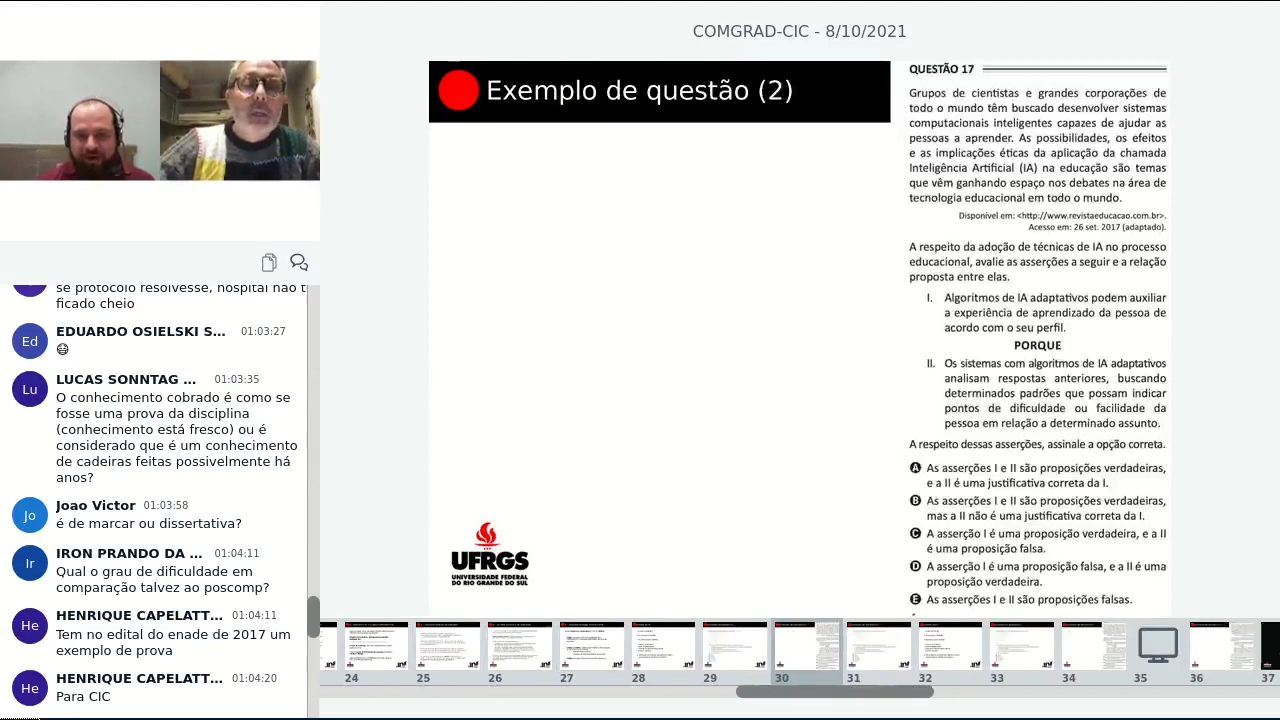 COMGRAD-CIC - 8/10/2021
se protocolo resolvesse, hospital não t
ficado cheio
Ed
EDUARDO OSIELSKI S...
01:03:27
😷
Lu
LUCAS SONNTAG ...
01:03:35
O conhecimento cobrado é como se
fosse uma prova da disciplina
(conhecimento está fresco) ou é
considerado que é um conhecimento
de cadeiras feitas possivelmente há
anos?
Jo
Joao Victor
01:03:58
é de marcar ou dissertativa?
Ir
IRON PRANDO DA ...
01:04:11
Qual o grau de dificuldade em
comparação talvez ao poscomp?
He
HENRIQUE CAPELATT...
01:04:11
Tem no edital do enade de 2017 um
exemplo de prova
He
HENRIQUE CAPELATT...
01:04:20
Para CIC
Exemplo de questão (2)
UFRGS
UNIVERSIDADE FEDERAL
DO RIO GRANDE DO SUL
QUESTÃO 17
Grupos de cientistas e grandes corporações de
todo o mundo têm buscado desenvolver sistemas
computacionais inteligentes capazes de ajudar as
pessoas a aprender. As possibilidades, os efeitos
e as implicações éticas da aplicação da chamada
Inteligência Artificial (IA) na educação são temas
que vêm ganhando espaço nos debates na área de
tecnologia educacional em todo o mundo.
Disponível em: <http://www.revistaeducacao.com.br>.
Acesso em: 26 set. 2017 (adaptado).
A respeito da adoção de técnicas de IA no processo
educacional, avalie as asserções a seguir e a relação
proposta entre elas.
I. Algoritmos de IA adaptativos podem auxiliar
a experiência de aprendizado da pessoa de
acordo com o seu perfil.
PORQUE
II. Os sistemas com algoritmos de IA adaptativos
analisam respostas anteriores, buscando
determinados padrões que possam indicar
pontos de dificuldade ou facilidade da
pessoa em relação a determinado assunto.
A respeito dessas asserções, assinale a opção correta.
A As asserções I e II são proposições verdadeiras,
e a II é uma justificativa correta da I.
B As asserções I e II são proposições verdadeiras,
mas a II não é uma justificativa correta da I.
C A asserção I é uma proposição verdadeira, e a II
é uma proposição falsa.
D A asserção I é uma proposição falsa, e a II é uma
proposição verdadeira.
E As asserções I e II são proposições falsas.
24 25 26 27 28 29 30 31 32 33 34 35 36 37